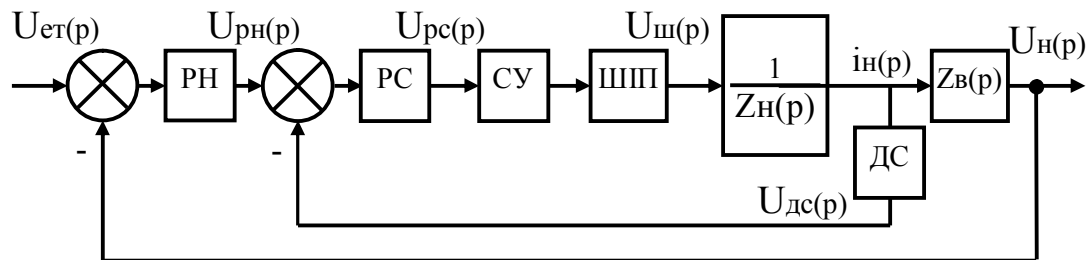 Uет(р)
Uрн(р)
Uрс(р)
Uш(р)
iн(р)
Uн(р)
РН
РС
СУ
ШІП
1
Zн(р)
Zв(р)
ДС
-
-
Uдс(р)